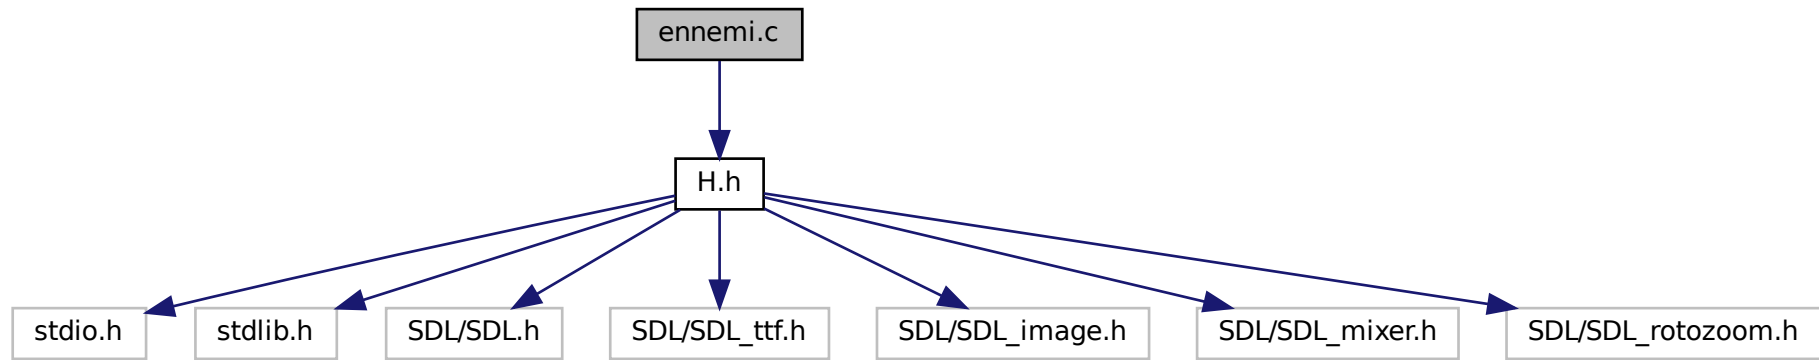 ennemi.c
H.h
stdio.h
stdlib.h
SDL/SDL.h
SDL/SDL_ttf.h
SDL/SDL_image.h
SDL/SDL_mixer.h
SDL/SDL_rotozoom.h